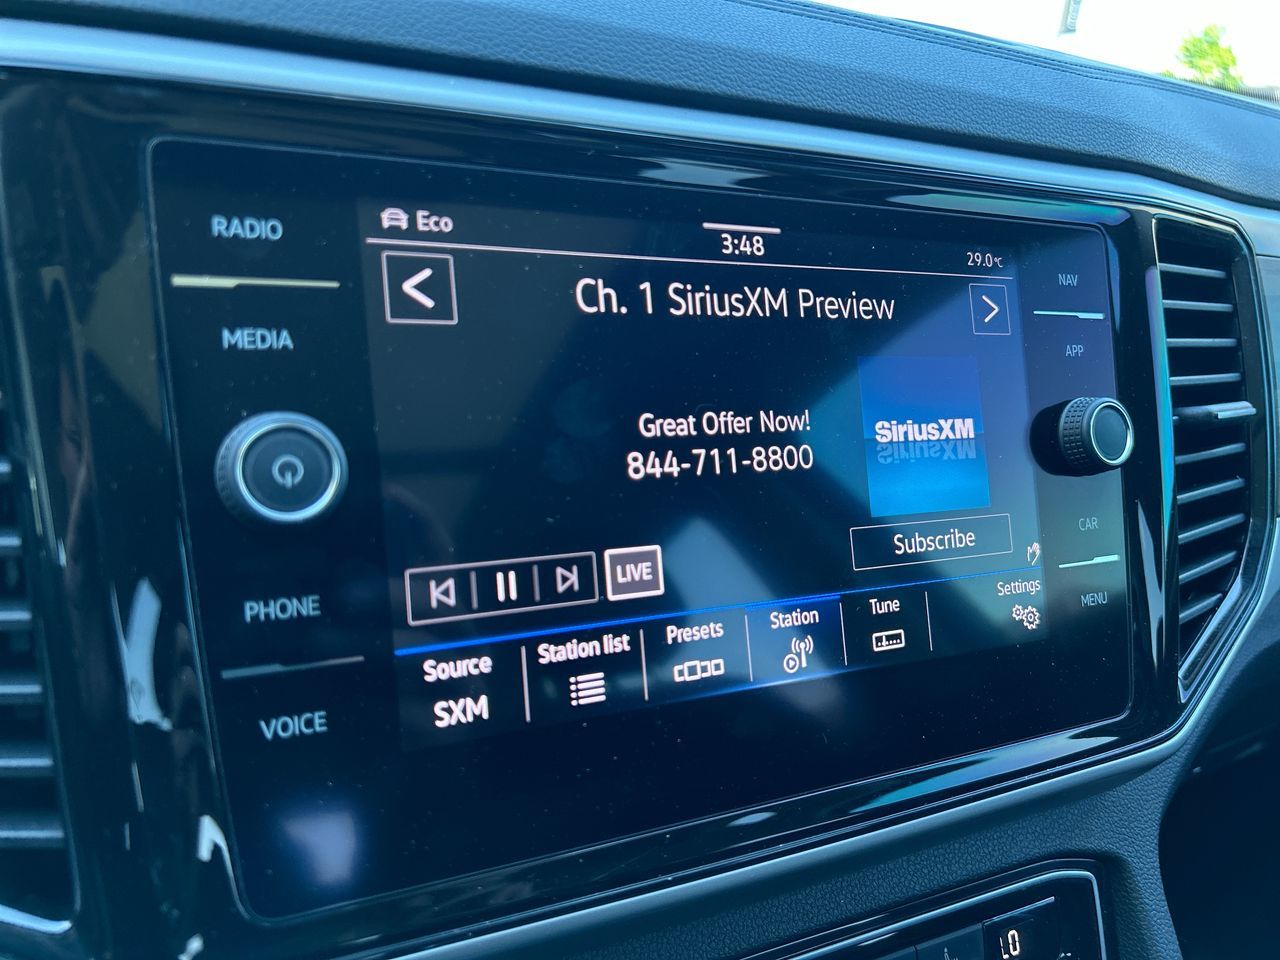 RADIO
MEDIA
PHONE
VOICE
Eco
3:48
29.0°C
Ch. 1 SiriusXM Preview
Great Offer Now!
844-711-8800
SiriusXM
Subscribe
LIVE
Source
SXM
Station list
Presets
Station
Tune
Settings
NAV
APP
CAR
MENU
LO